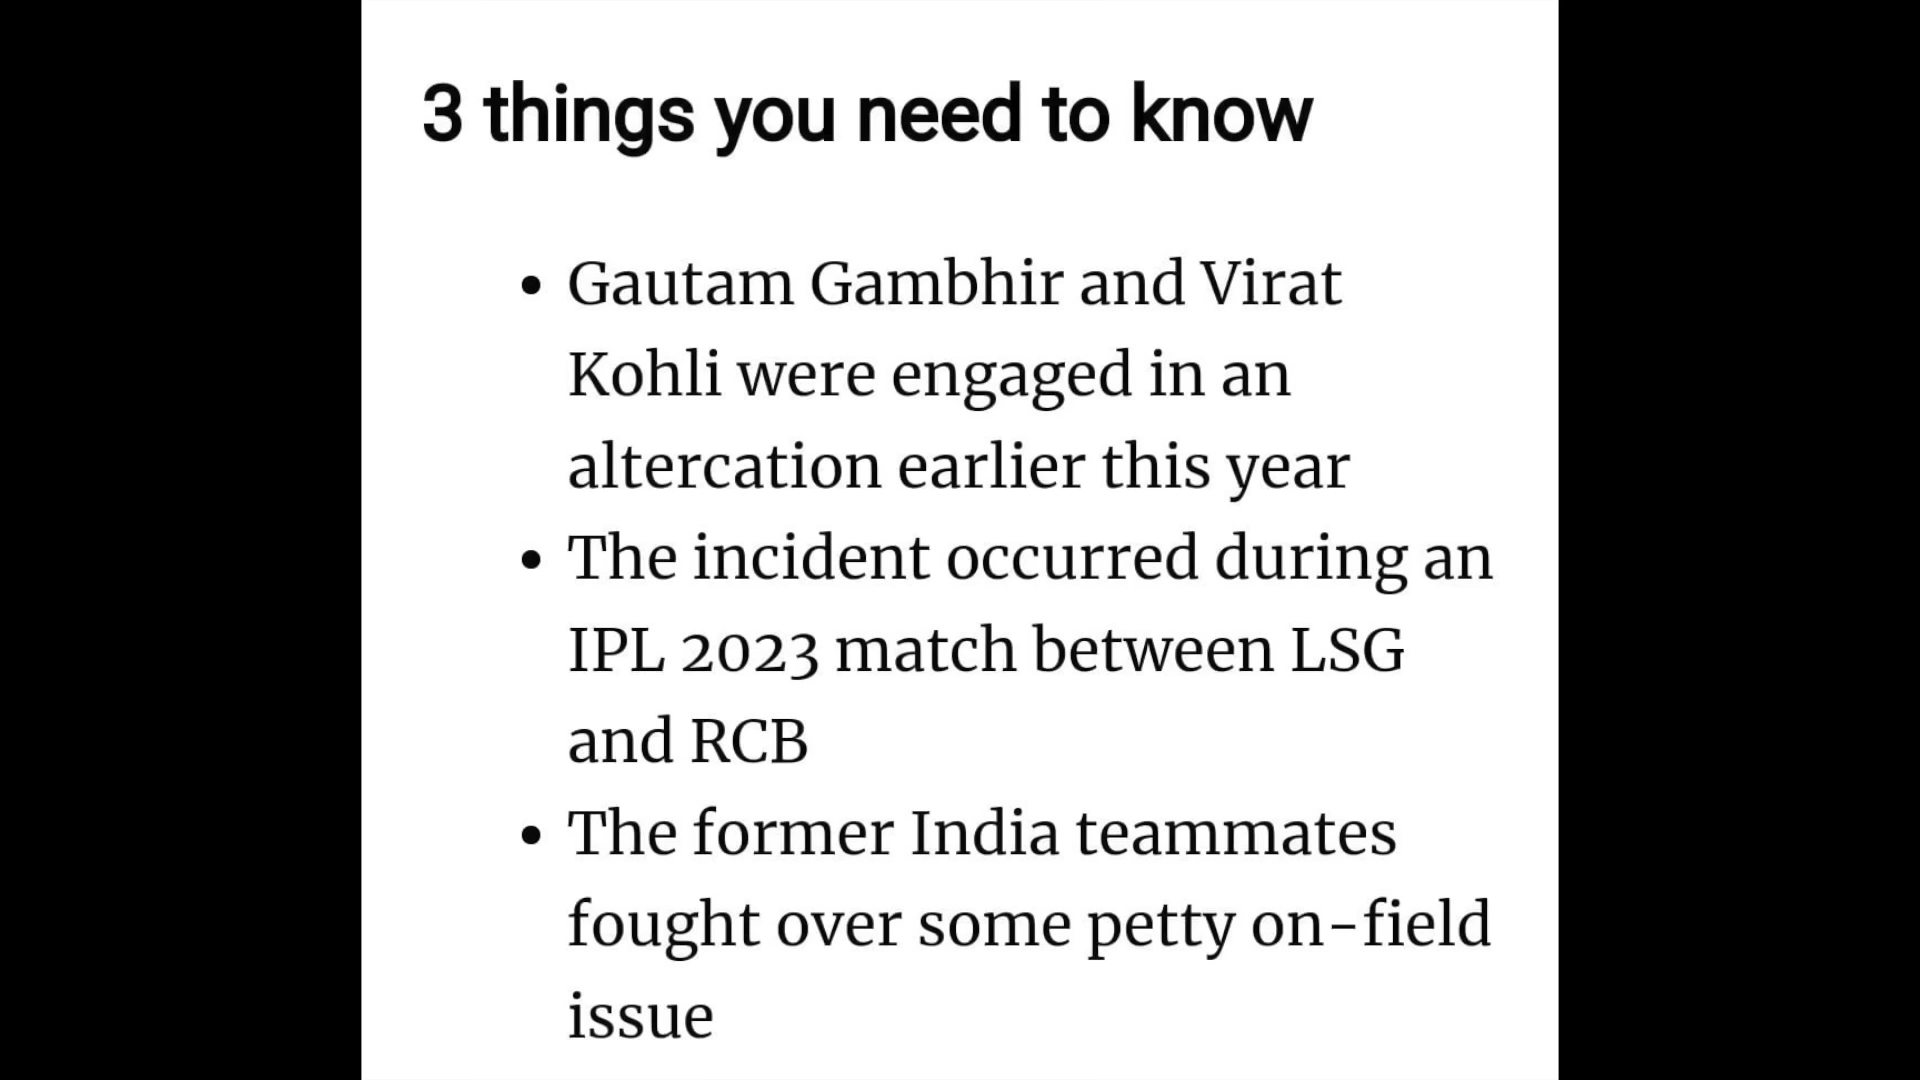 3 things you need to know
• Gautam Gambhir and Virat
Kohli were engaged in an
altercation earlier this year
• The incident occurred during an
IPL 2023 match between LSG
and RCB
• The former India teammates
fought over some petty on-field
issue